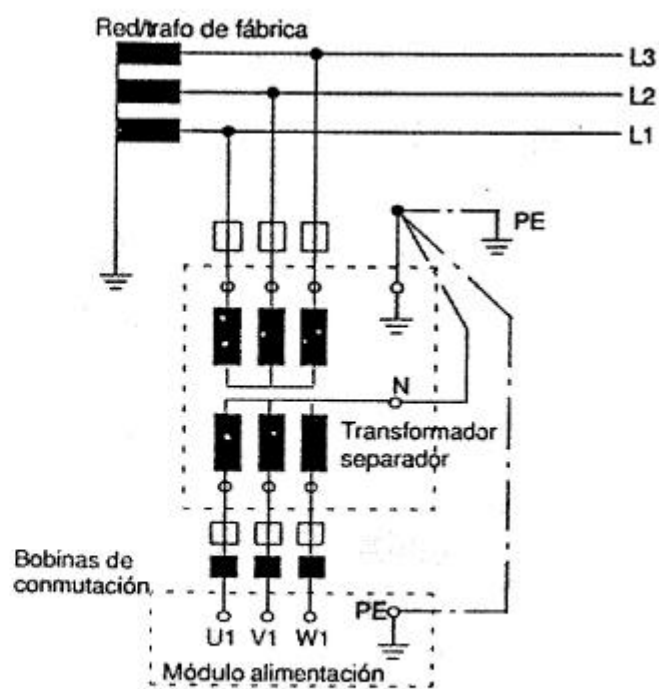 Red/trafo de fábrica
L3
L2
L1
PE
N
Transformador
separador
Bobinas de
conmutación
PE
U1 V1 W1
Módulo alimentación